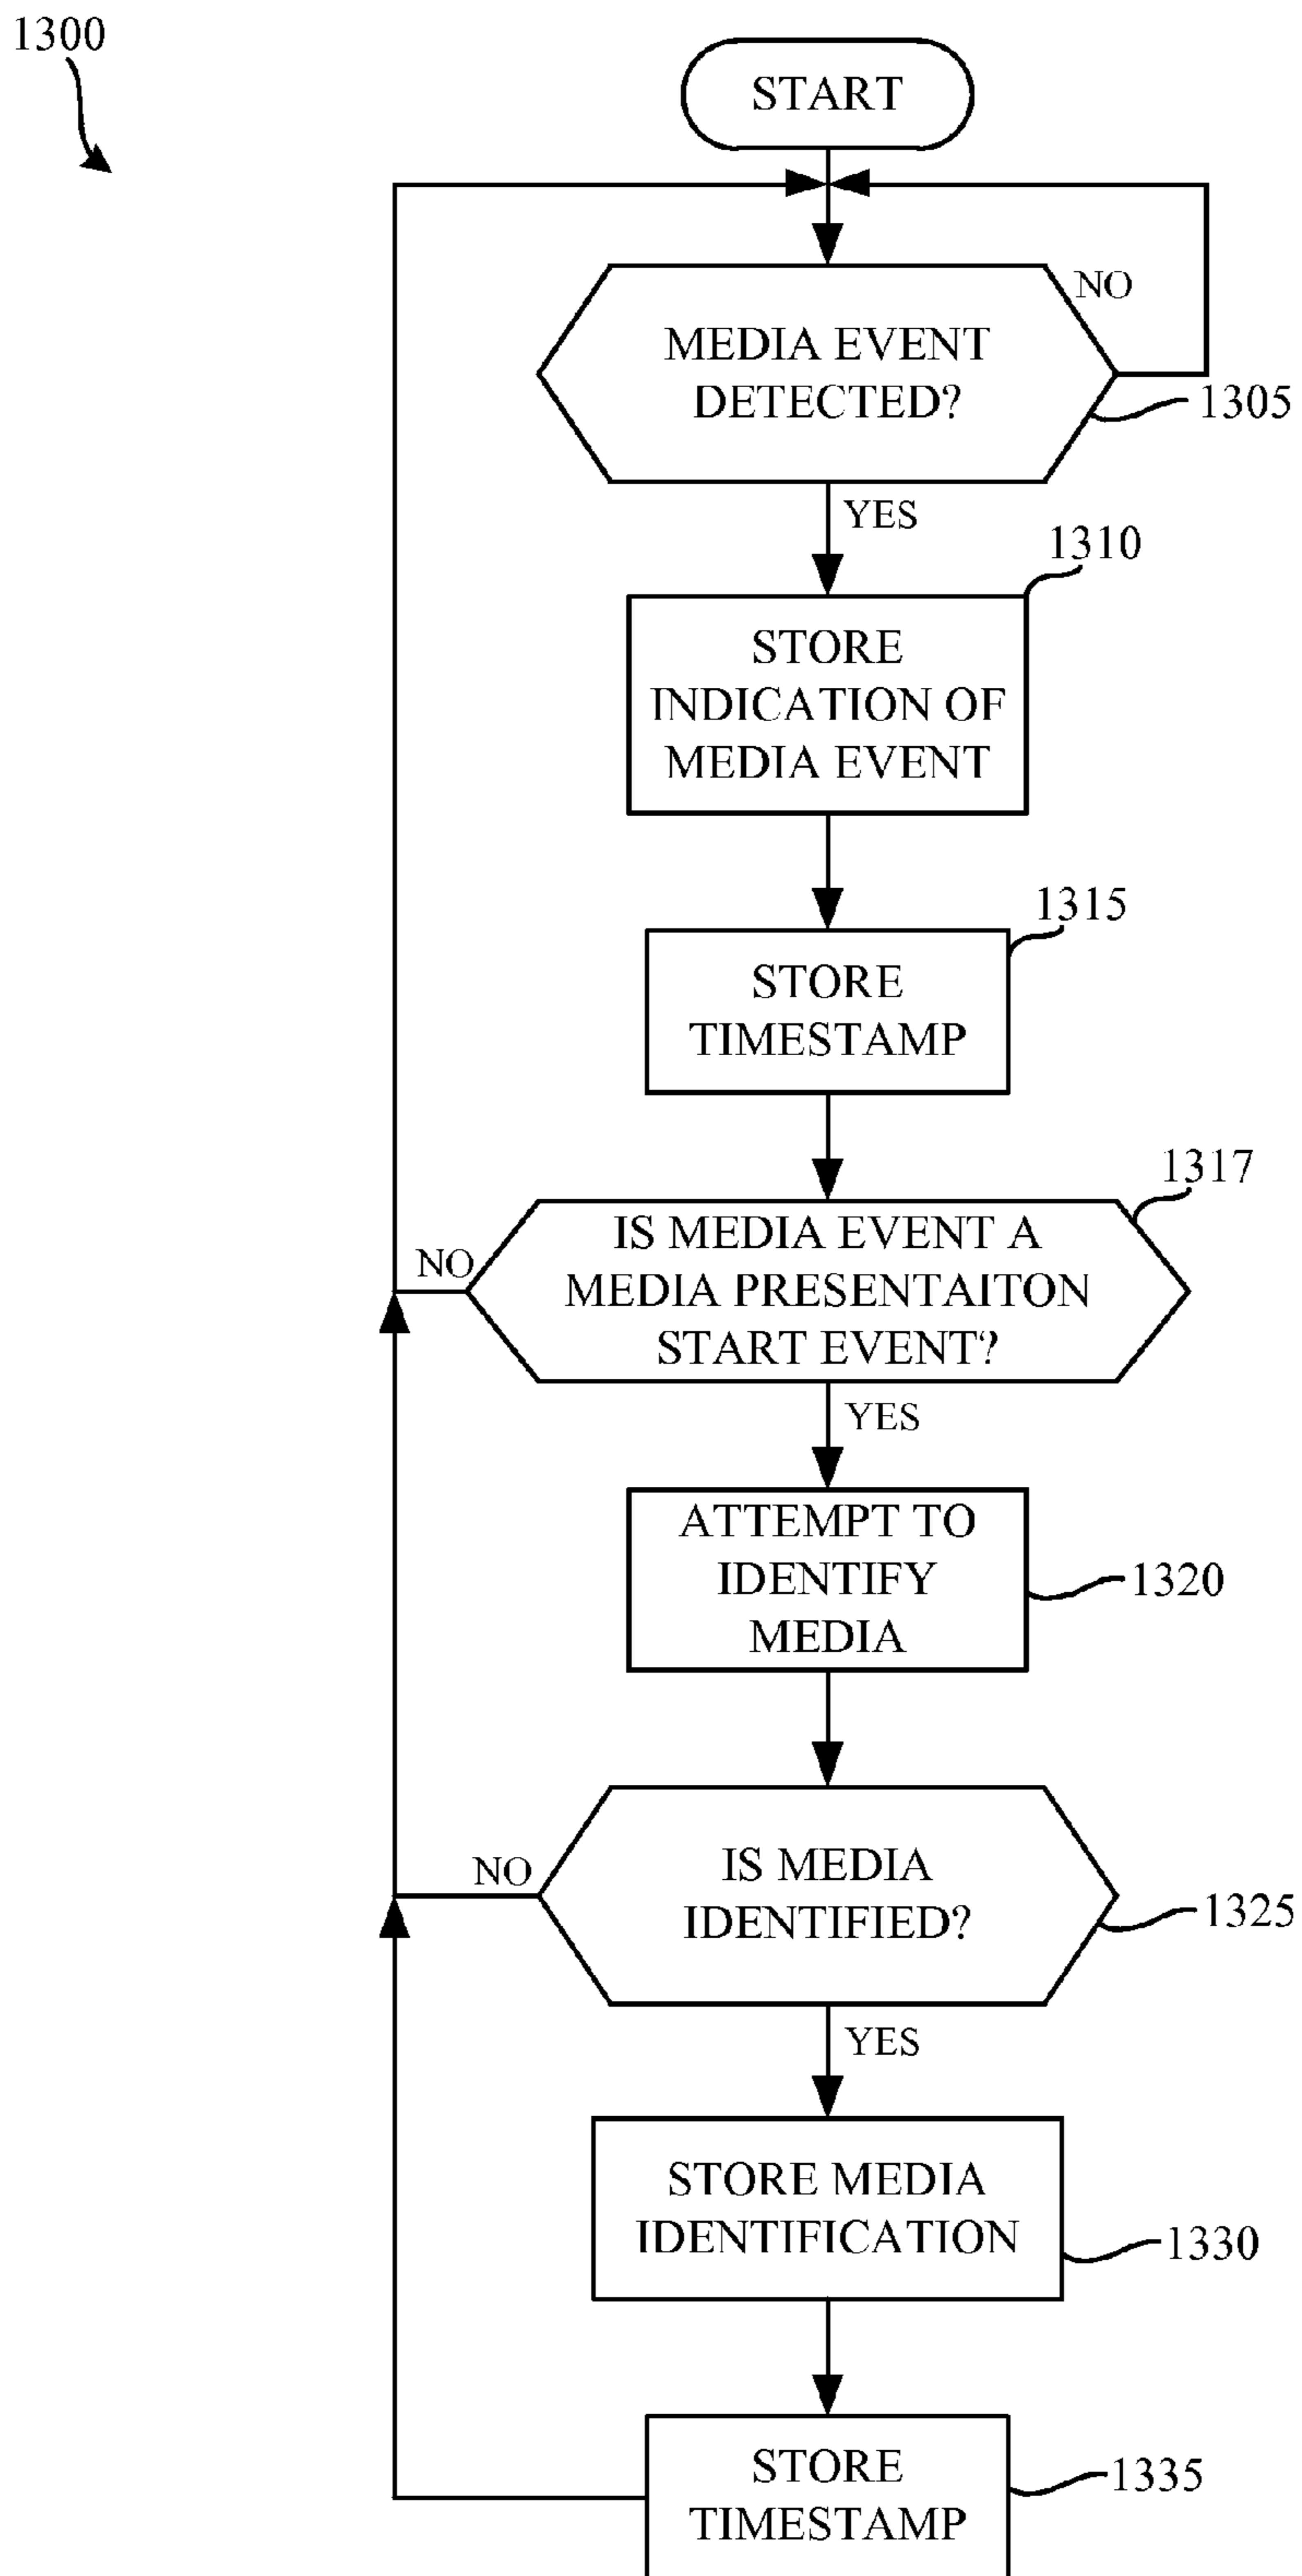 1300
START
MEDIA EVENT
DETECTED?
NO
1305
YES
1310
STORE
INDICATION OF
MEDIA EVENT
1315
STORE
TIMESTAMP
1317
IS MEDIA EVENT A
MEDIA PRESENTAITON
START EVENT?
NO
YES
ATTEMPT TO
IDENTIFY
MEDIA
1320
IS MEDIA
IDENTIFIED?
NO
1325
YES
STORE MEDIA
IDENTIFICATION
1330
STORE
TIMESTAMP
1335